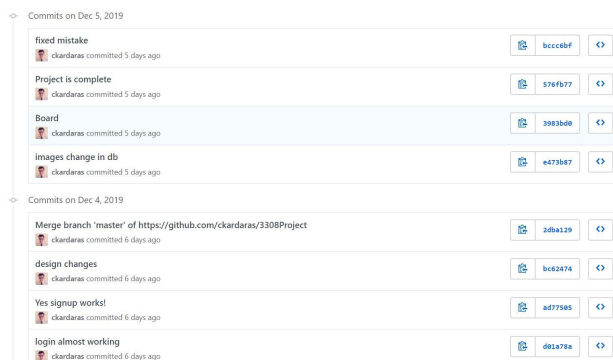 Commits on Dec 5, 2019
fixed mistake
bccc6bf
ckardaras committed 5 days ago
Project is complete
576fb77
ckardaras committed 5 days ago
Board
3983bd0
ckardaras committed 5 days ago
images change in db
e473b87
ckardaras committed 5 days ago
Commits on Dec 4, 2019
Merge branch 'master' of https://github.com/ckardaras/3308Project
2dba129
ckardaras committed 6 days ago
design changes
bc62474
ckardaras committed 6 days ago
Yes signup works!
ad77505
ckardaras committed 6 days ago
login almost working
d01a78a
ckardaras committed 6 days ago